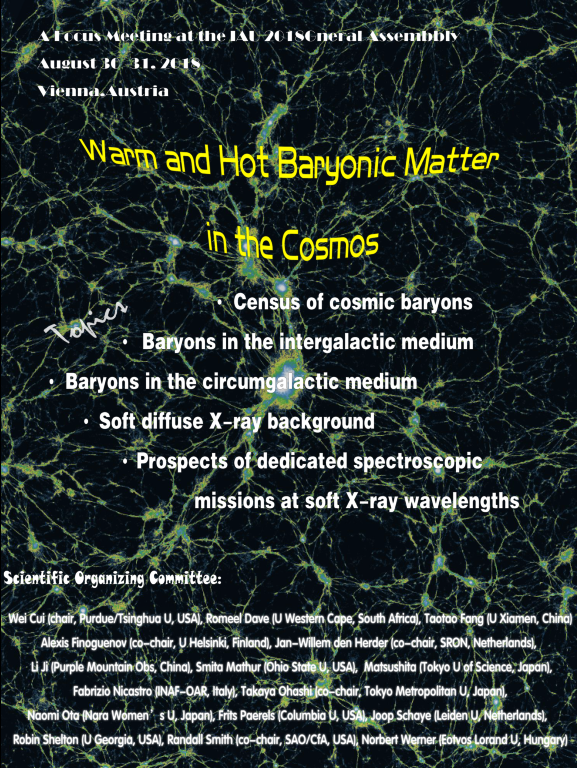 A Focus Meeting at the IAU 2018Gneral Assembbly
August 30-31, 2018
Vienna,Austria
Warm and Hot Baryonic Matter
in the Cosmos
Topics
• Census of cosmic baryons
• Baryons in the intergalactic medium
• Baryons in the circumgalactic medium
• Soft diffuse X-ray background
• Prospects of dedicated spectroscopic
missions at soft X-ray wavelengths
Scientific Organizing Committee:
Wei Cui (chair, Purdue/Tsinghua U, USA), Romeel Dave (U Western Cape, South Africa), Taotao Fang (U Xiamen, China)
Alexis Finoguenov (co-chair, U Helsinki, Finland), Jan-Willem den Herder (co-chair, SRON, Netherlands),
Li Ji (Purple Mountain Obs, China), Smita Mathur (Ohio State U, USA), Matsushita (Tokyo U of Science, Japan),
Fabrizio Nicastro (INAF-OAR, Italy), Takaya Ohashi (co-chair, Tokyo Metropolitan U, Japan),
Naomi Ota (Nara Women's U, Japan), Frits Paerels (Columbia U, USA), Joop Schaye (Leiden U, Netherlands),
Robin Shelton (U Georgia, USA), Randall Smith (co-chair, SAO/CfA, USA), Norbert Werner (Eotvos Lorand U, Hungary)